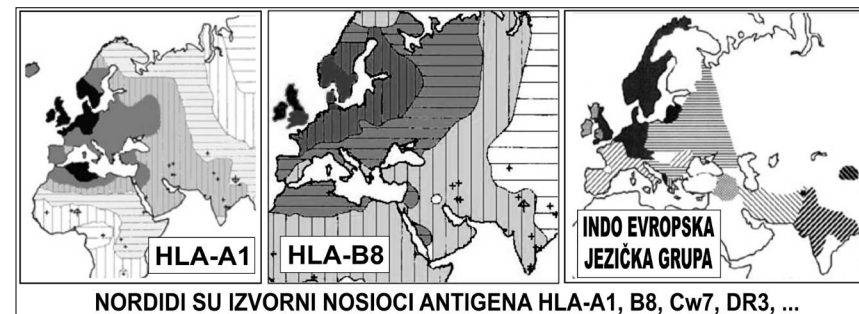 HLA-A1
HLA-B8
INDO EVROPSKA
JEZIČKA GRUPA
NORDIDI SU IZVORNI NOSIOCI ANTIGENA HLA-A1, B8, Cw7, DR3, ...